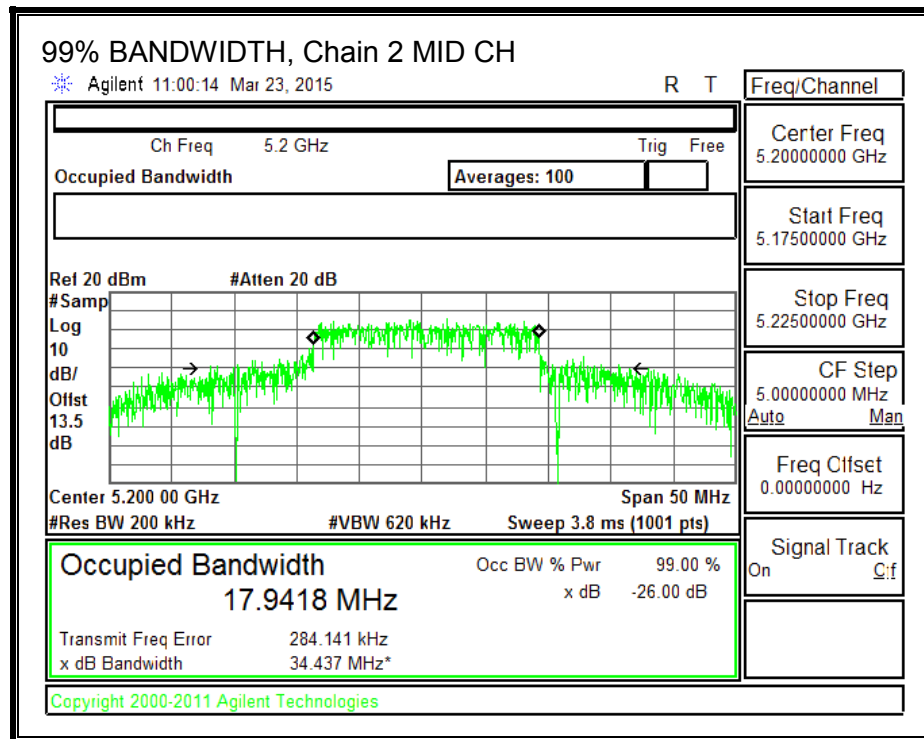 99% BANDWIDTH, Chain 2 MID CH
Agilent 11:00:14 Mar 23, 2015 R T
Freq/Channel
Ch Freq 5.2 GHz Trig Free
Occupied Bandwidth Averages: 100
Center Freq
5.20000000 GHz
Start Freq
5.17500000 GHz
Stop Freq
5.22500000 GHz
CF Step
5.00000000 MHz
Auto Man
Freq Offset
0.00000000 Hz
Signal Track
On Off
Ref 20 dBm #Atten 20 dB
#Samp
Log
10
dB/
Offst
13.5
dB
Center 5.200 00 GHz Span 50 MHz
#Res BW 200 kHz #VBW 620 kHz Sweep 3.8 ms (1001 pts)
Occupied Bandwidth
17.9418 MHz
Occ BW % Pwr 99.00 %
x dB -26.00 dB
Transmit Freq Error 284.141 kHz
x dB Bandwidth 34.437 MHz*
Copyright 2000-2011 Agilent Technologies